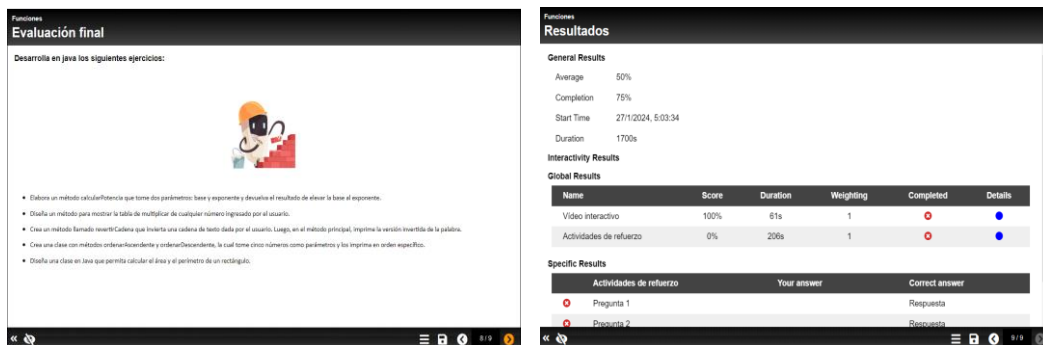 Funciones
Evaluación final
Desarrolla en java los siguientes ejercicios:
Elabora un método calcularPotencia que tome dos parámetros: base y exponente y devuelva el resultado de elevar la base al exponente.
Diseña un método para mostrar la tabla de multiplicar de cualquier número ingresado por el usuario.
Crea un método llamado revertirCadena que invierta una cadena de texto dada por el usuario. Luego, en el método principal, imprime la versión invertida de la palabra.
Crea una clase con métodos ordenarAscendente y ordenarDescendente, la cual tome cinco números como parámetros y los imprima en orden específico.
Diseña una clase en Java que permita calcular el área y el perímetro de un rectángulo.
8/9
Funciones
Resultados
General Results
Average 50%
Completion 75%
Start Time 27/1/2024, 5:03:34
Duration 1700s
Interactivity Results
Global Results
Name Score Duration Weighting Completed Details
Vídeo interactivo 100% 61s 1
Actividades de refuerzo 0% 206s 1
Specific Results
Actividades de refuerzo Your answer Correct answer
Pregunta 1 Respuesta
Pregunta 2 Respuesta
9/9